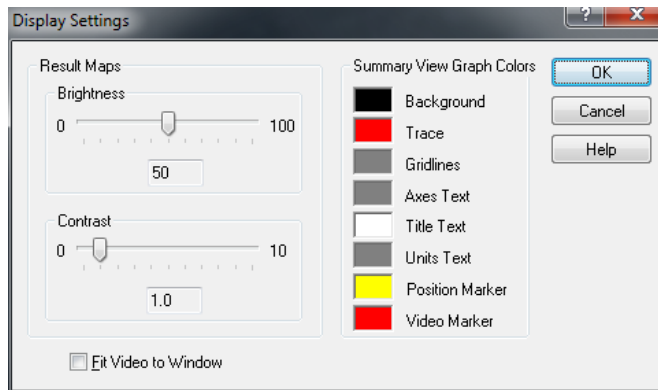 Display Settings
?
X
Result Maps
Brightness
0
100
50
Contrast
0
10
1.0
Fit Video to Window
Summary View Graph Colors
Background
Trace
Gridlines
Axes Text
Title Text
Units Text
Position Marker
Video Marker
OK
Cancel
Help